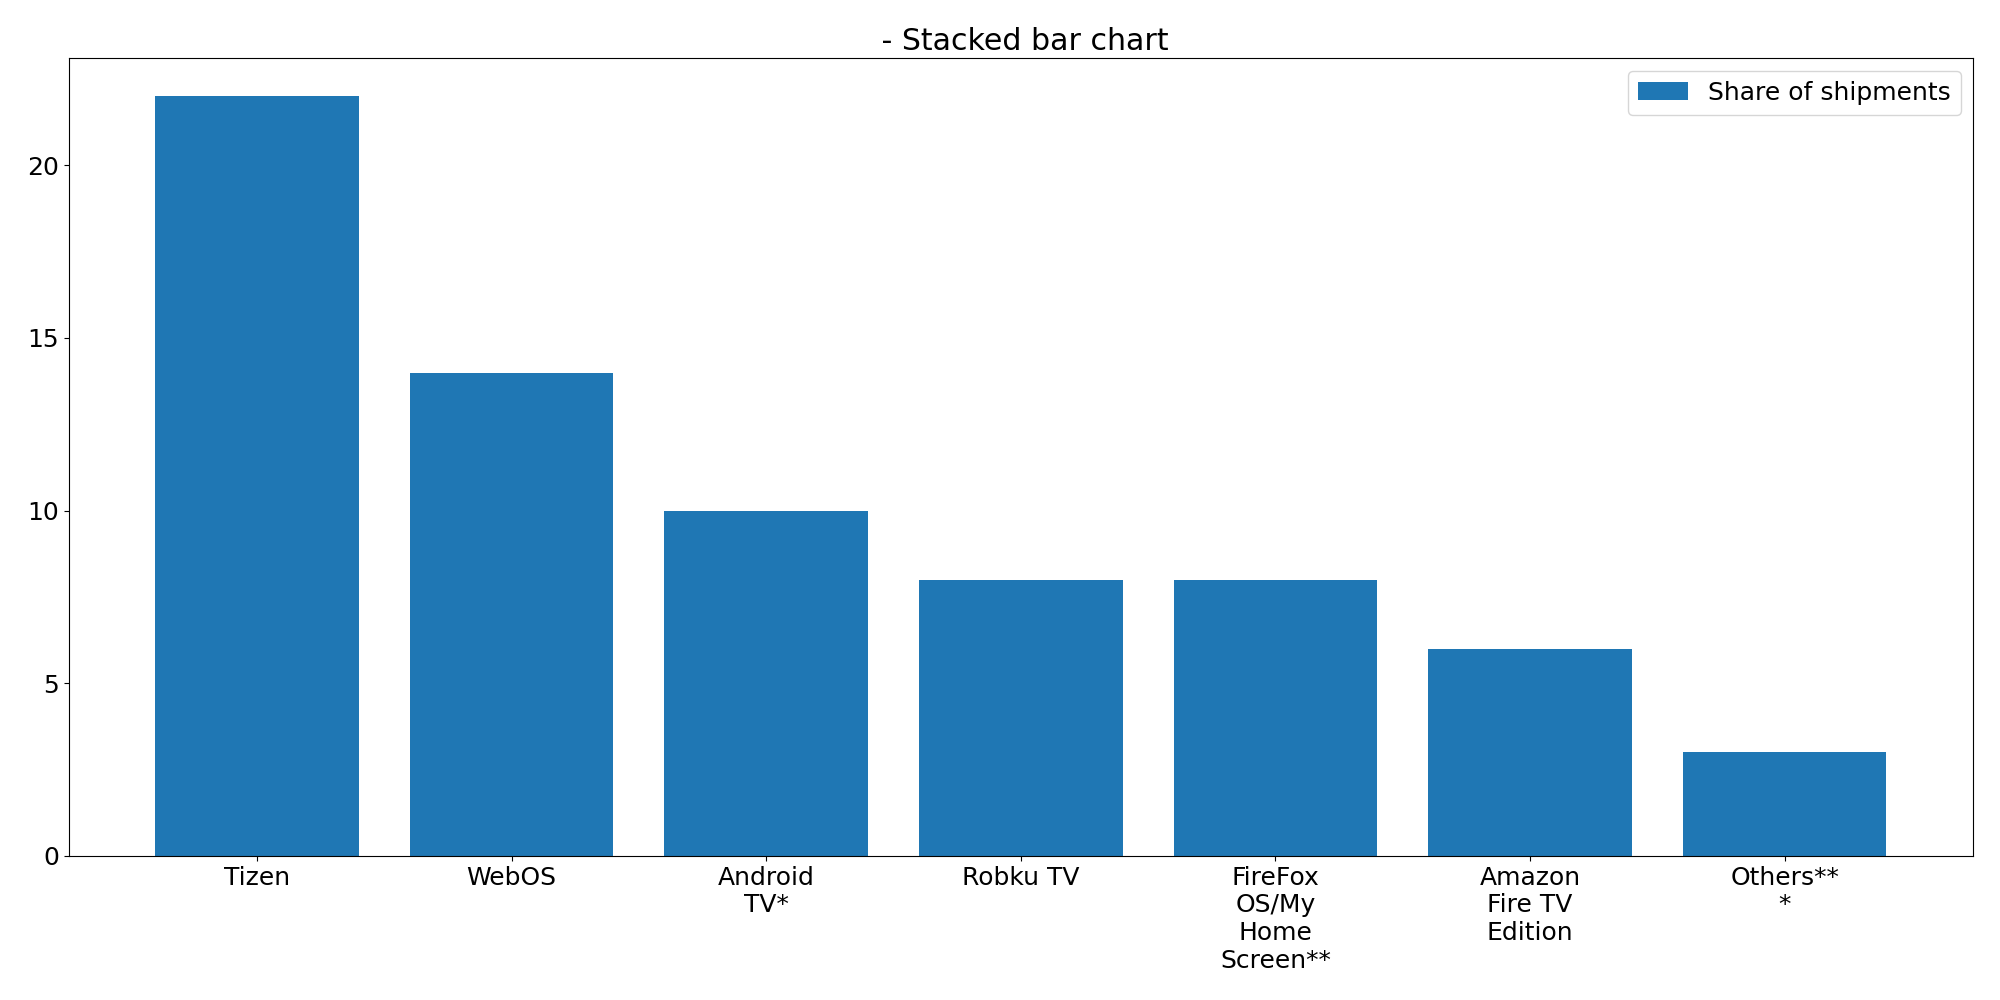 - Stacked bar chart
Share of shipments
20
15
10
5
0
Tizen
WebOS
Android
TV*
Robku TV
FireFox
OS/My
Home
Screen**
Amazon
Fire TV
Edition
Others**
*